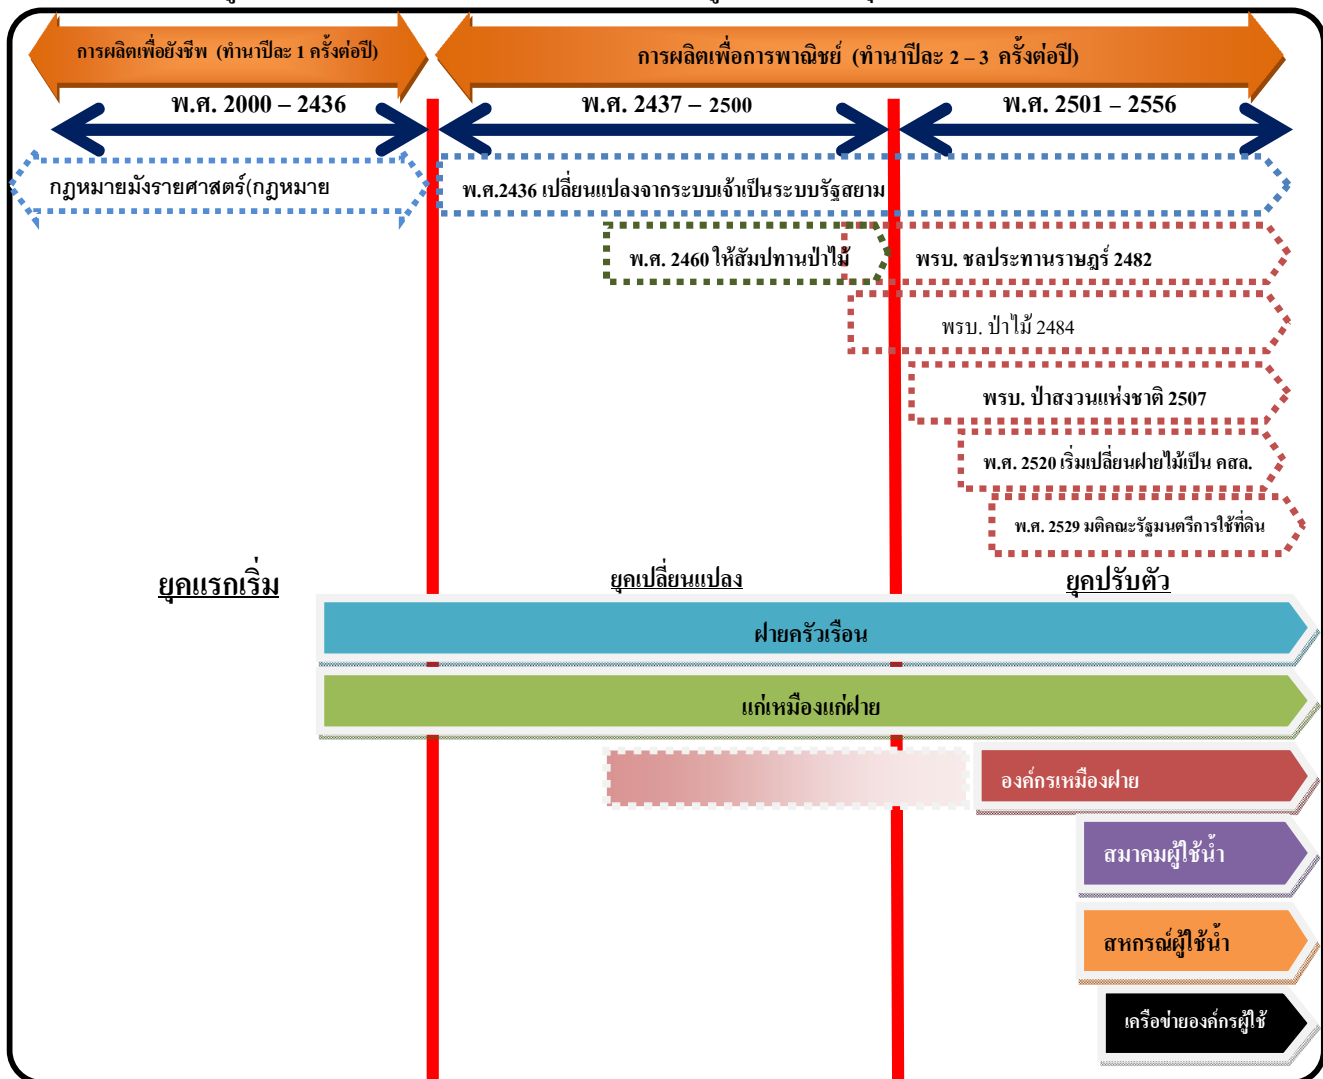 การผลิตเพื่อยังชีพ (ทำนาปีละ 1 ครั้งต่อปี)
การผลิตเพื่อการพาณิชย์ (ทำนาปีละ 2 – 3 ครั้งต่อปี)
พ.ศ. 2000 – 2436
พ.ศ. 2437 – 2500
พ.ศ. 2501 – 2556
กฎหมายมังรายศาสตร์(กฎหมาย
พ.ศ.2436 เปลี่ยนแปลงจากระบบเจ้าเป็นระบบรัฐสยาม
พ.ศ. 2460 ให้สัมปทานป่าไม้
พรบ. ชลประทานราษฎร์ 2482
พรบ. ป่าไม้ 2484
พรบ. ป่าสงวนแห่งชาติ 2507
พ.ศ. 2520 เริ่มเปลี่ยนฝายไม้เป็น คสล.
พ.ศ. 2529 มติคณะรัฐมนตรีการใช้ที่ดิน
ยุคแรกเริ่ม
ยุคเปลี่ยนแปลง
ยุคปรับตัว
ฝายครัวเรือน
แก่เหมืองแก่ฝาย
องค์กรเหมืองฝาย
สมาคมผู้ใช้น้ำ
สหกรณ์ผู้ใช้น้ำ
เครือข่ายองค์กรผู้ใช้